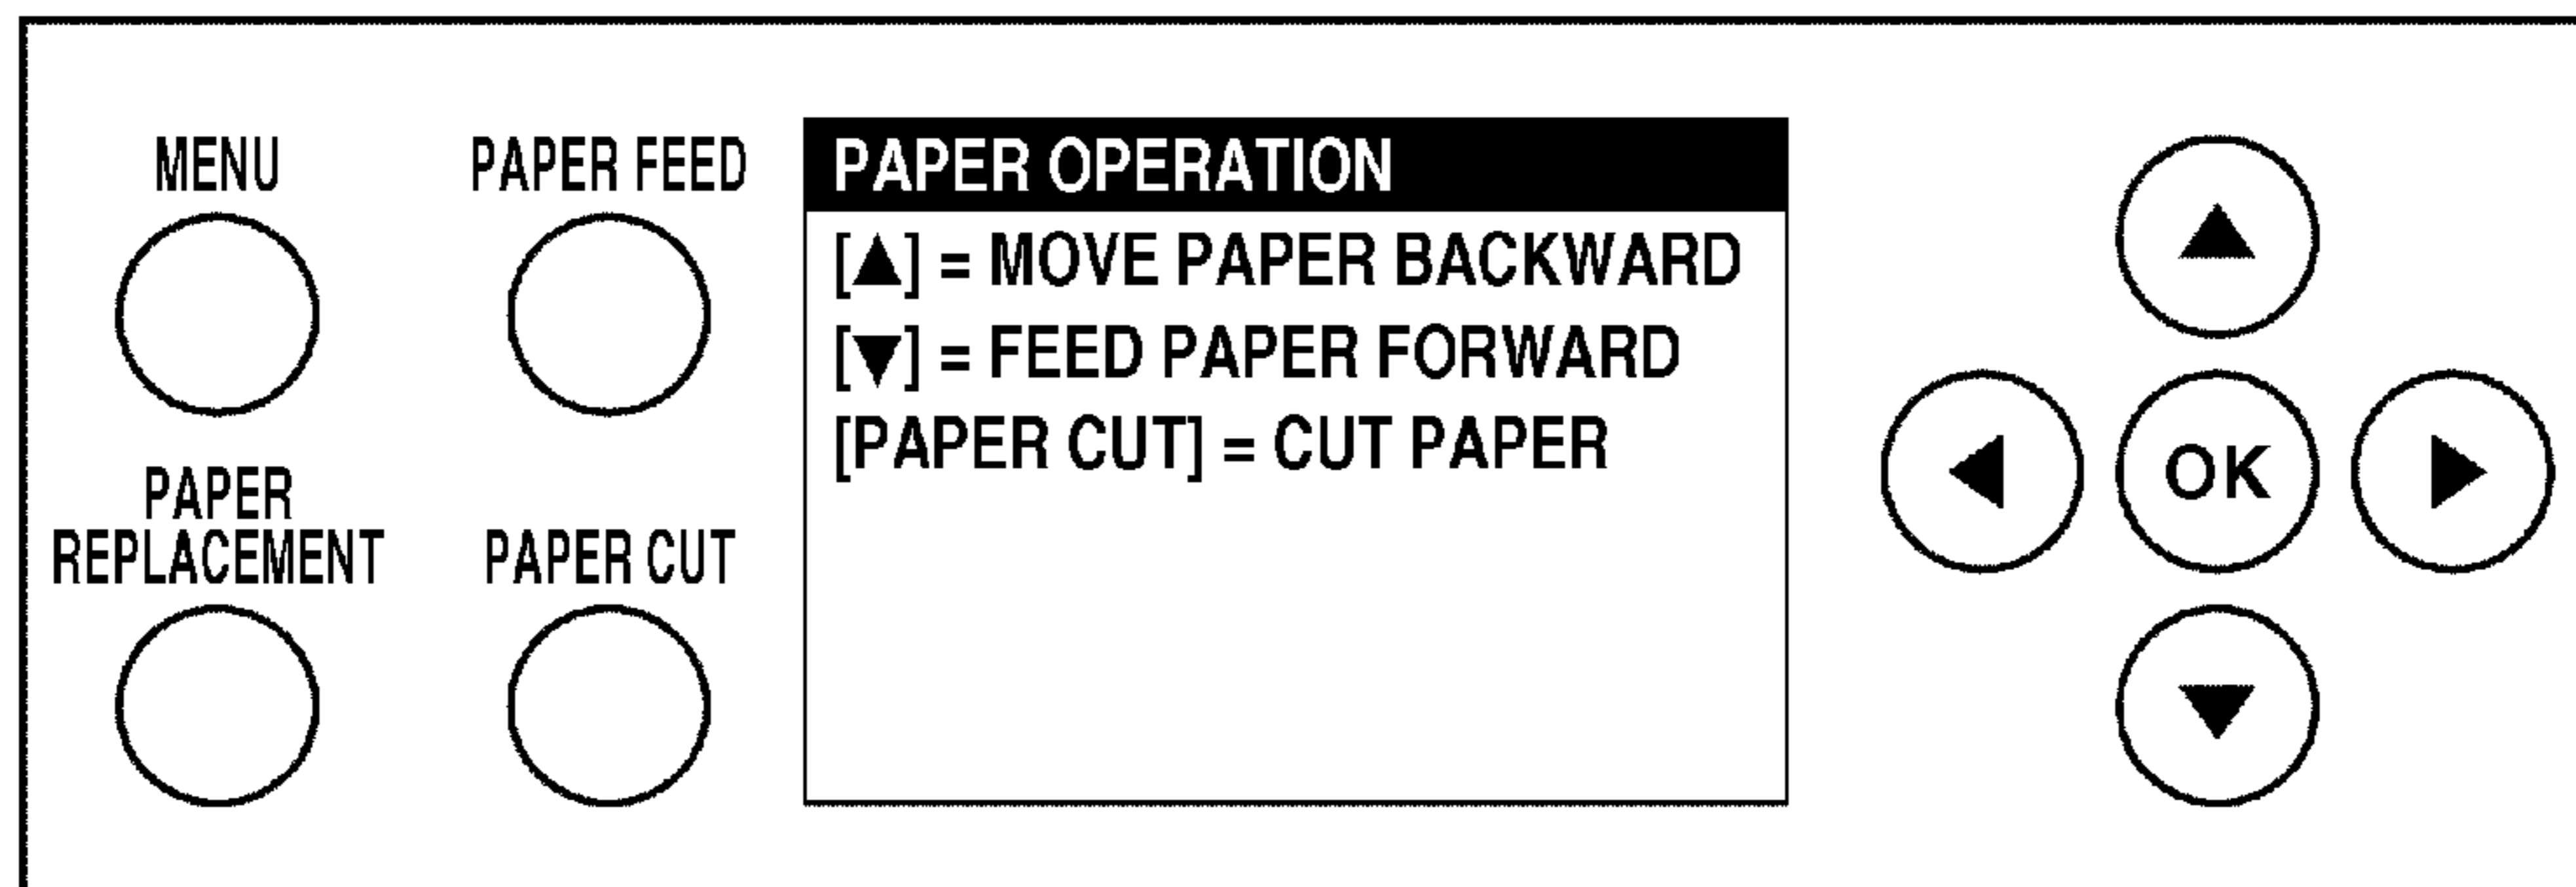 MENU
PAPER FEED
PAPER
REPLACEMENT
PAPER CUT
PAPER OPERATION
[▲] = MOVE PAPER BACKWARD
[▼] = FEED PAPER FORWARD
[PAPER CUT] = CUT PAPER
▲
◀ OK ▶
▼